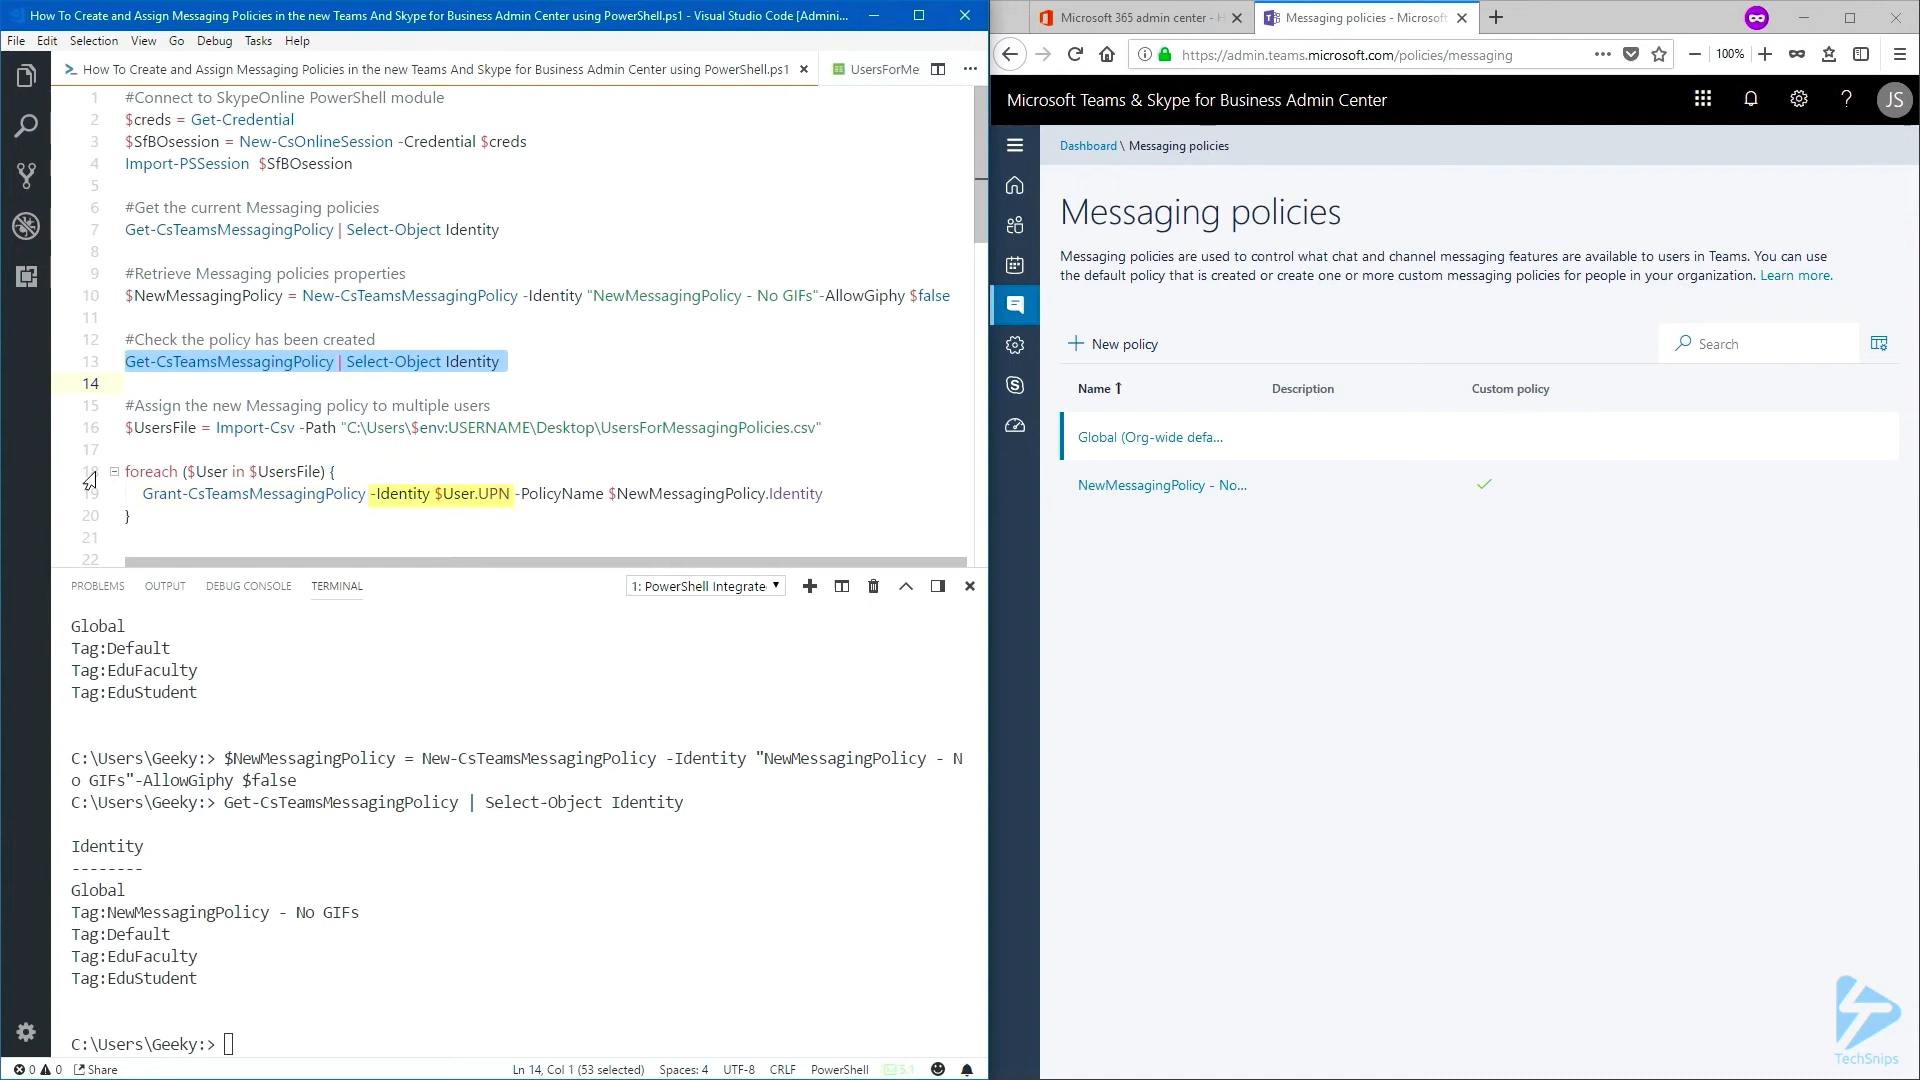 How To Create and Assign Messaging Policies in the new Teams And Skype for Business Admin Center using PowerShell.ps1 - Visual Studio Code [Admini...
File Edit Selection View Go Debug Tasks Help
How To Create and Assign Messaging Policies in the new Teams And Skype for Business Admin Center using PowerShell.ps1
UsersForMe
1 #Connect to SkypeOnline PowerShell module
2 $creds = Get-Credential
3 $SfBOsession = New-CsOnlineSession -Credential $creds
4 Import-PSSession  $SfBOsession
5
6 #Get the current Messaging policies
7 Get-CsTeamsMessagingPolicy | Select-Object Identity
8
9 #Retrieve Messaging policies properties
10 $NewMessagingPolicy = New-CsTeamsMessagingPolicy -Identity "NewMessagingPolicy - No GIFs"-AllowGiphy $false
11
12 #Check the policy has been created
13 Get-CsTeamsMessagingPolicy | Select-Object Identity
14
15 #Assign the new Messaging policy to multiple users
16 $UsersFile = Import-Csv -Path "C:\Users\$env:USERNAME\Desktop\UsersForMessagingPolicies.csv"
17
18 foreach ($User in $UsersFile) {
19 Grant-CsTeamsMessagingPolicy -Identity $User.UPN -PolicyName $NewMessagingPolicy.Identity
20 }
21
22
PROBLEMS OUTPUT DEBUG CONSOLE TERMINAL
1: PowerShell Integrate
Global
Tag:Default
Tag:EduFaculty
Tag:EduStudent
C:\Users\Geeky:> $NewMessagingPolicy = New-CsTeamsMessagingPolicy -Identity "NewMessagingPolicy - N
o GIFs"-AllowGiphy $false
C:\Users\Geeky:> Get-CsTeamsMessagingPolicy | Select-Object Identity
Identity
--------
Global
Tag:NewMessagingPolicy - No GIFs
Tag:Default
Tag:EduFaculty
Tag:EduStudent
C:\Users\Geeky:>
0 0 Share
Ln 14, Col 1 (53 selected) Spaces: 4 UTF-8 CRLF PowerShell 5.1
Microsoft 365 admin center - H
Messaging policies - Microsoft
https://admin.teams.microsoft.com/policies/messaging
100%
Microsoft Teams & Skype for Business Admin Center
? JS
Dashboard \ Messaging policies
Messaging policies
Messaging policies are used to control what chat and channel messaging features are available to users in Teams. You can use
the default policy that is created or create one or more custom messaging policies for people in your organization. Learn more.
New policy
Search
Name ↑ Description Custom policy
Global (Org-wide defa...
NewMessagingPolicy - No...
TechSnips